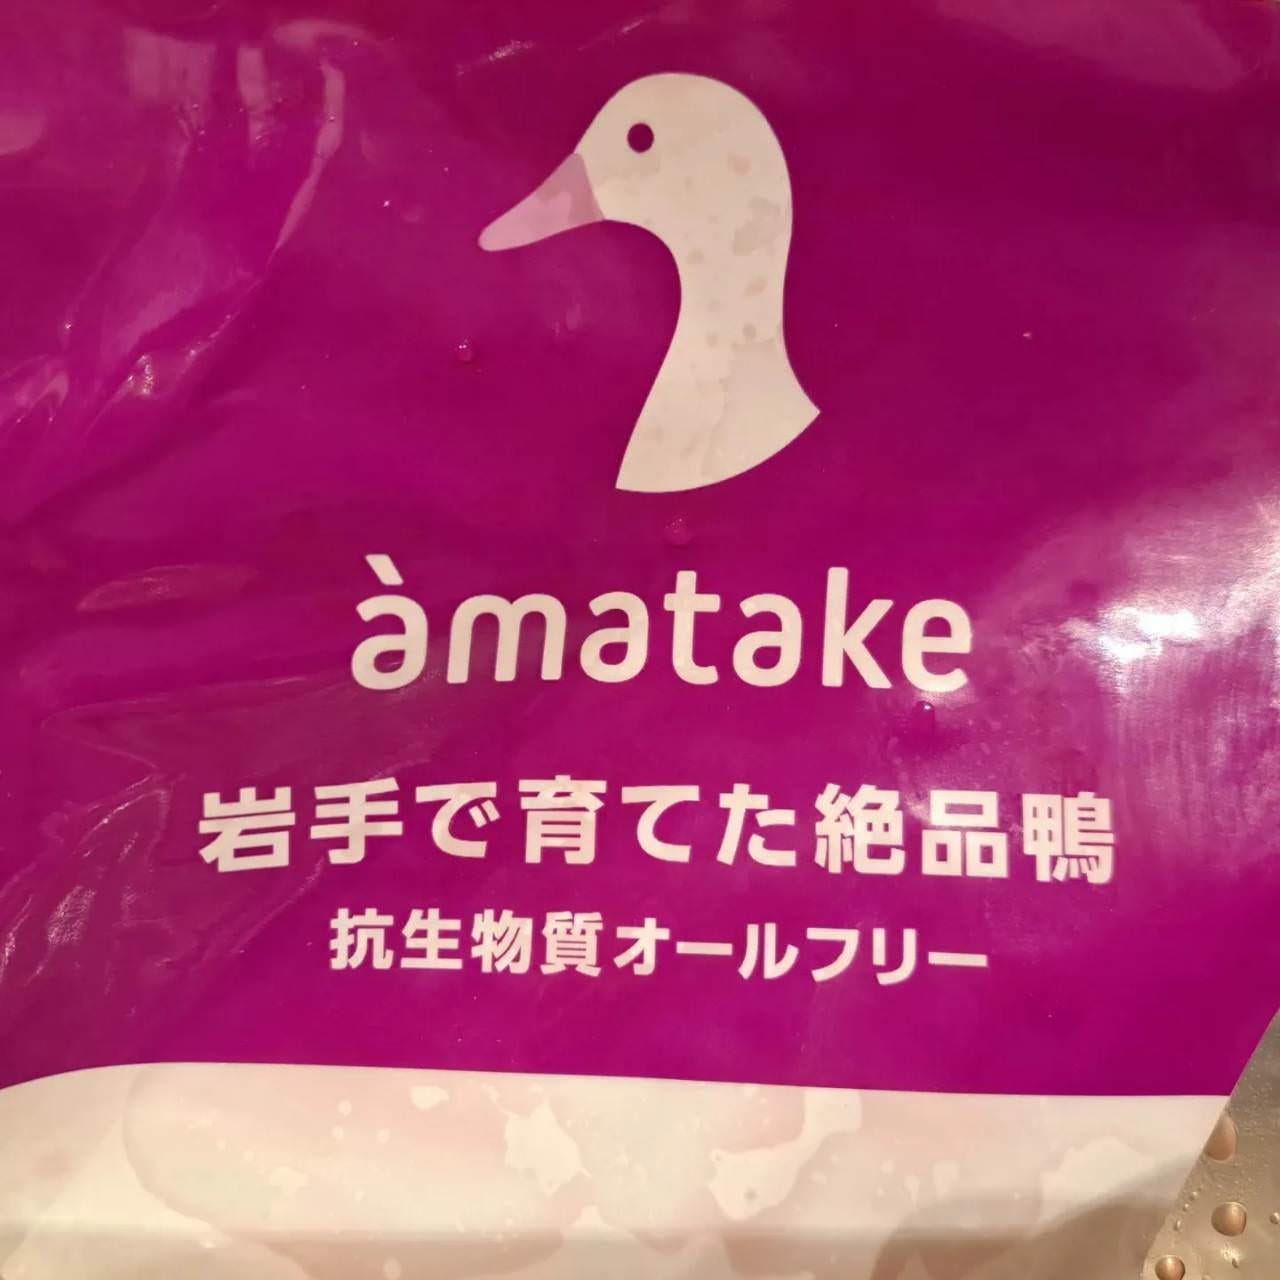 àmatake
岩手で育てた絶品鴨
抗生物質オールフリー